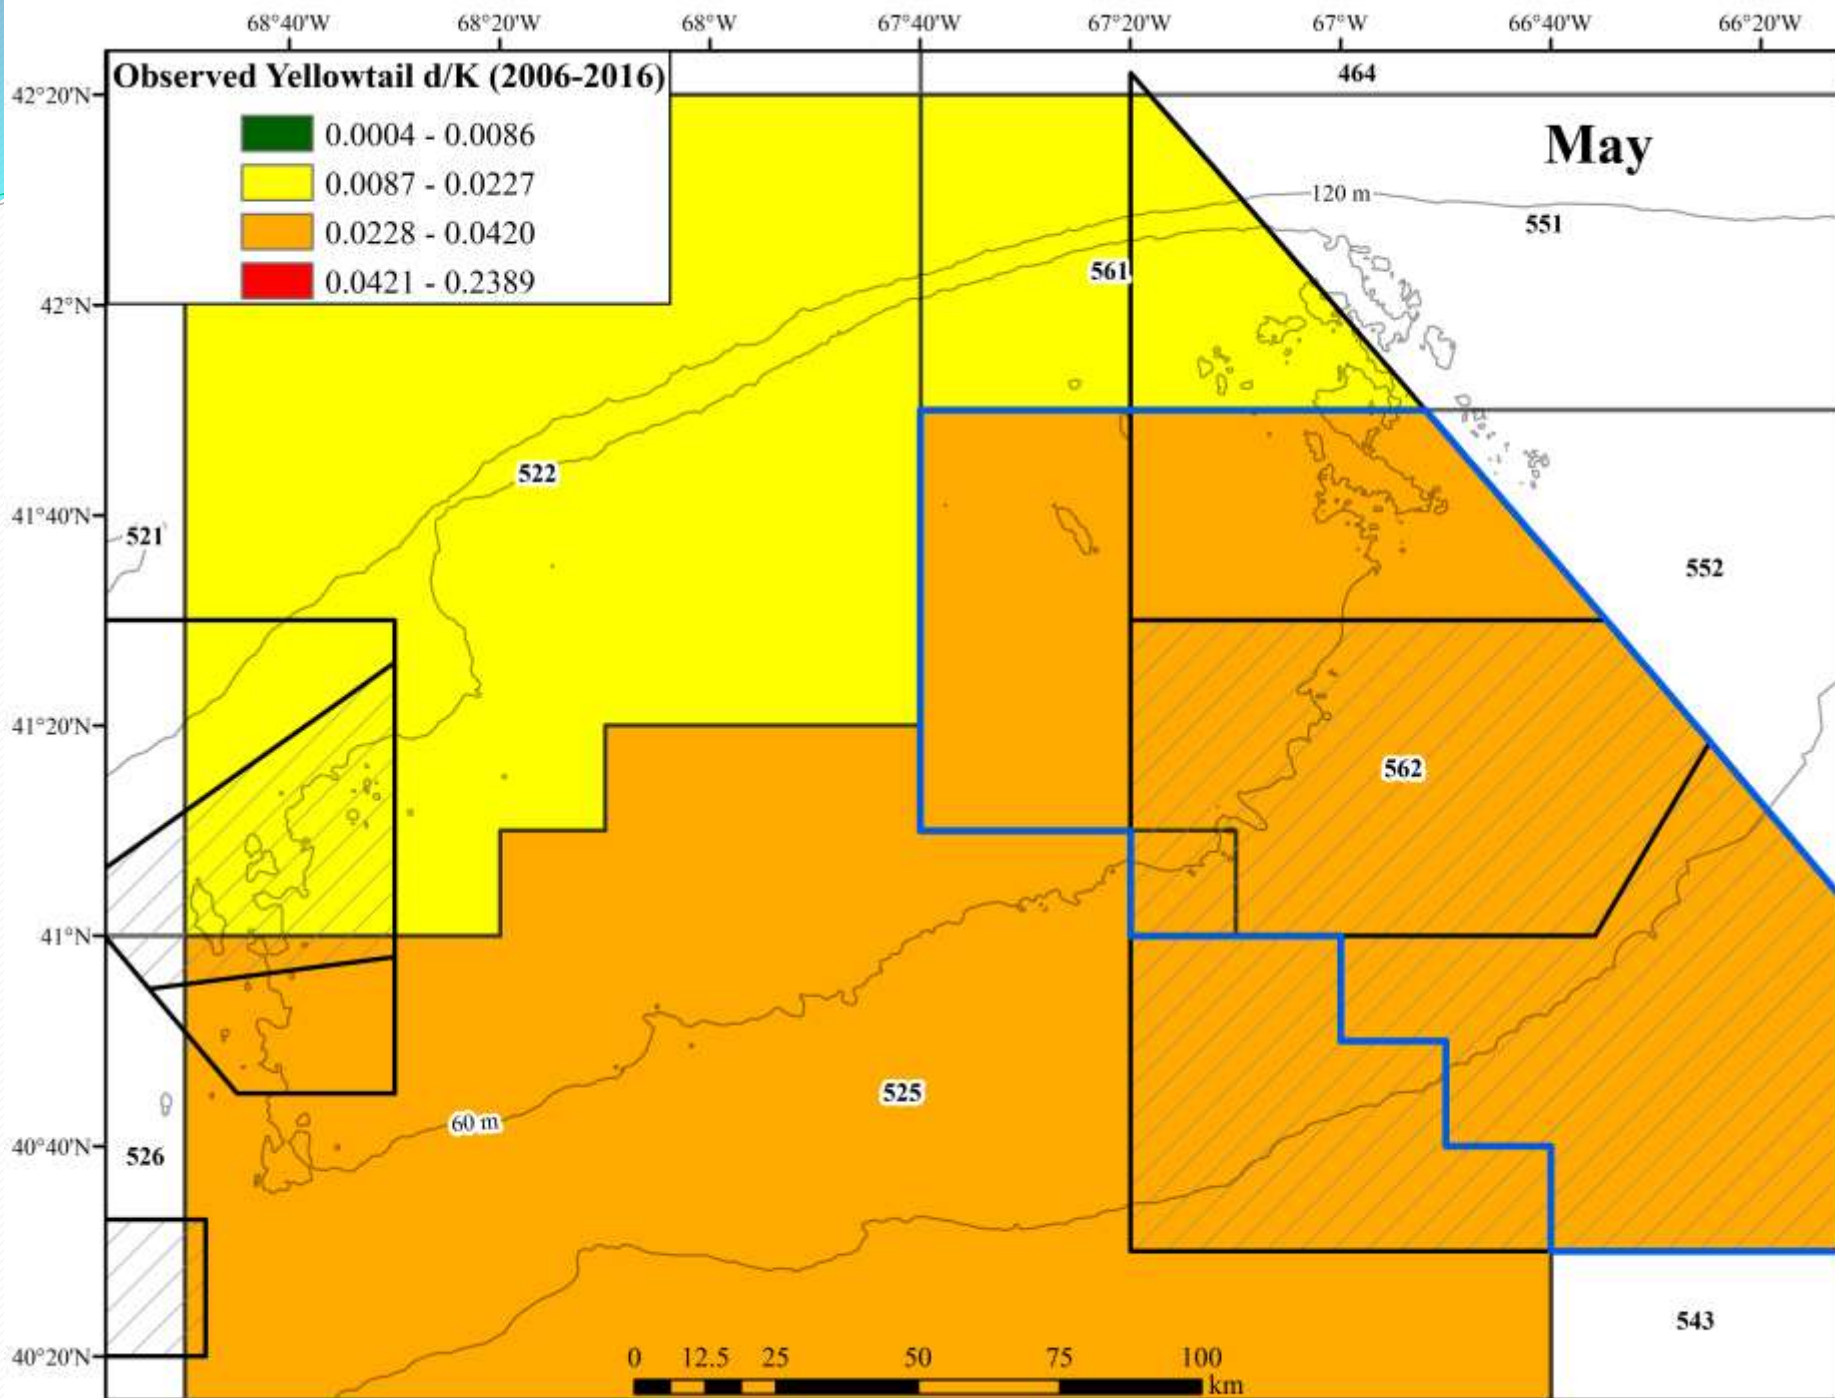 68°40'W 68°20'W 68°W 67°40'W 67°20'W 67°W 66°40'W 66°20'W
Observed Yellowtail d/K (2006-2016)
0.0004 - 0.0086
0.0087 - 0.0227
0.0228 - 0.0420
0.0421 - 0.2389
464
42°20'N
May
120 m
551
561
42°N
522
41°40'N
521
552
41°20'N
562
41°N
525
60 m
40°40'N
526
543
40°20'N
0 12.5 25 50 75 100
km